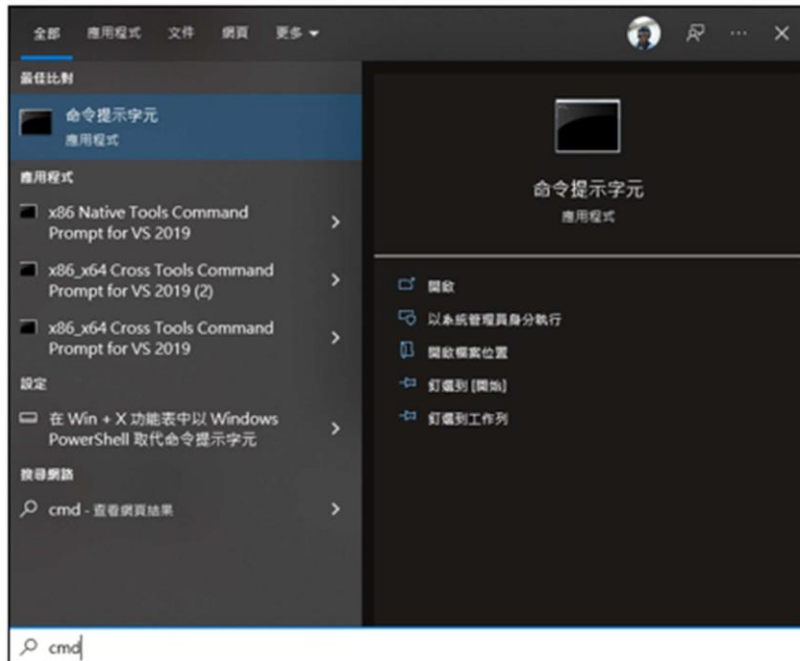 全部 應用程式 文件 網頁 更多
最佳比對
命令提示字元
應用程式
應用程式
x86 Native Tools Command
Prompt for VS 2019
x86_x64 Cross Tools Command
Prompt for VS 2019 (2)
x86_x64 Cross Tools Command
Prompt for VS 2019
設定
在 Win + X 功能表中以 Windows
PowerShell 取代命令提示字元
搜尋網路
cmd - 查看網頁結果
命令提示字元
應用程式
開啟
以系統管理員身分執行
開啟檔案位置
釘選到 [開始]
釘選到工作列
cmd